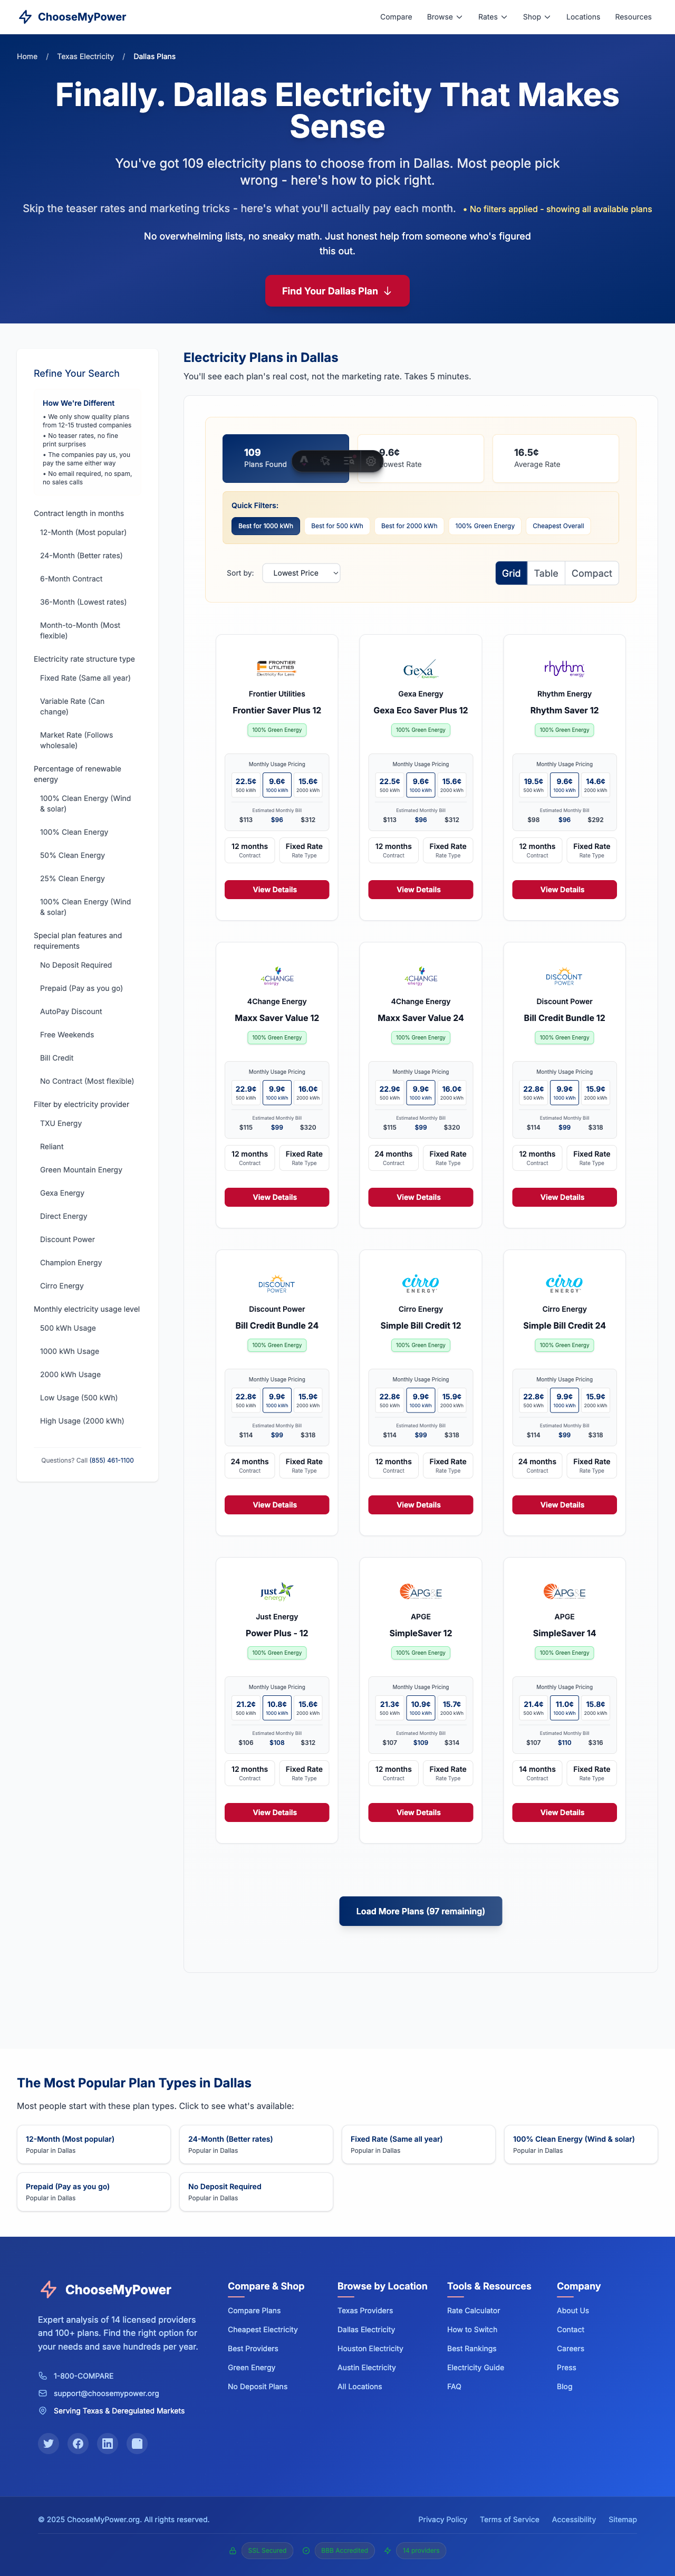 ChooseMyPower
Compare Browse Rates Shop Locations Resources
Home / Texas Electricity / Dallas Plans
Finally. Dallas Electricity That Makes
Sense
You've got 109 electricity plans to choose from in Dallas. Most people pick
wrong - here's how to pick right.
Skip the teaser rates and marketing tricks - here's what you'll actually pay each month. • No filters applied - showing all available plans
No overwhelming lists, no sneaky math. Just honest help from someone who's figured
this out.
Find Your Dallas Plan
Refine Your Search
How We're Different
• We only show quality plans
from 12-15 trusted companies
• No teaser rates, no fine
print surprises
• The companies pay us, you
pay the same either way
• No email required, no spam,
no sales calls
Contract length in months
12-Month (Most popular)
24-Month (Better rates)
6-Month Contract
36-Month (Lowest rates)
Month-to-Month (Most
flexible)
Electricity rate structure type
Fixed Rate (Same all year)
Variable Rate (Can
change)
Market Rate (Follows
wholesale)
Percentage of renewable
energy
100% Clean Energy (Wind
& solar)
100% Clean Energy
50% Clean Energy
25% Clean Energy
100% Clean Energy (Wind
& solar)
Special plan features and
requirements
No Deposit Required
Prepaid (Pay as you go)
AutoPay Discount
Free Weekends
Bill Credit
No Contract (Most flexible)
Filter by electricity provider
TXU Energy
Reliant
Green Mountain Energy
Gexa Energy
Direct Energy
Discount Power
Champion Energy
Cirro Energy
Monthly electricity usage level
500 kWh Usage
1000 kWh Usage
2000 kWh Usage
Low Usage (500 kWh)
High Usage (2000 kWh)
Questions? Call (855) 461-1100
Electricity Plans in Dallas
You'll see each plan's real cost, not the marketing rate. Takes 5 minutes.
109 9.6¢ 16.5¢
Plans Found Lowest Rate Average Rate
Quick Filters:
Best for 1000 kWh Best for 500 kWh Best for 2000 kWh 100% Green Energy Cheapest Overall
Sort by: Lowest Price Grid Table Compact
FRONTIER UTILITIES Gexa ENERGY rhythm energy
Frontier Utilities Gexa Energy Rhythm Energy
Frontier Saver Plus 12 Gexa Eco Saver Plus 12 Rhythm Saver 12
100% Green Energy 100% Green Energy 100% Green Energy
Monthly Usage Pricing Monthly Usage Pricing Monthly Usage Pricing
22.5¢ 9.6¢ 15.6¢ 22.5¢ 9.6¢ 15.6¢ 19.5¢ 9.6¢ 14.6¢
500 kWh 1000 kWh 2000 kWh 500 kWh 1000 kWh 2000 kWh 500 kWh 1000 kWh 2000 kWh
Estimated Monthly Bill Estimated Monthly Bill Estimated Monthly Bill
$113 $96 $312 $113 $96 $312 $98 $96 $292
12 months Fixed Rate 12 months Fixed Rate 12 months Fixed Rate
Contract Rate Type Contract Rate Type Contract Rate Type
View Details View Details View Details
4CHANGE energy 4CHANGE energy DISCOUNT POWER
4Change Energy 4Change Energy Discount Power
Maxx Saver Value 12 Maxx Saver Value 24 Bill Credit Bundle 12
100% Green Energy 100% Green Energy 100% Green Energy
Monthly Usage Pricing Monthly Usage Pricing Monthly Usage Pricing
22.9¢ 9.9¢ 16.0¢ 22.9¢ 9.9¢ 16.0¢ 22.8¢ 9.9¢ 15.9¢
500 kWh 1000 kWh 2000 kWh 500 kWh 1000 kWh 2000 kWh 500 kWh 1000 kWh 2000 kWh
Estimated Monthly Bill Estimated Monthly Bill Estimated Monthly Bill
$115 $99 $320 $115 $99 $320 $114 $99 $318
12 months Fixed Rate 24 months Fixed Rate 12 months Fixed Rate
Contract Rate Type Contract Rate Type Contract Rate Type
View Details View Details View Details
DISCOUNT POWER cirro ENERGY cirro ENERGY
Discount Power Cirro Energy Cirro Energy
Bill Credit Bundle 24 Simple Bill Credit 12 Simple Bill Credit 24
100% Green Energy 100% Green Energy 100% Green Energy
Monthly Usage Pricing Monthly Usage Pricing Monthly Usage Pricing
22.8¢ 9.9¢ 15.9¢ 22.8¢ 9.9¢ 15.9¢ 22.8¢ 9.9¢ 15.9¢
500 kWh 1000 kWh 2000 kWh 500 kWh 1000 kWh 2000 kWh 500 kWh 1000 kWh 2000 kWh
Estimated Monthly Bill Estimated Monthly Bill Estimated Monthly Bill
$114 $99 $318 $114 $99 $318 $114 $99 $318
24 months Fixed Rate 12 months Fixed Rate 24 months Fixed Rate
Contract Rate Type Contract Rate Type Contract Rate Type
View Details View Details View Details
just energy APG&E APG&E
Just Energy APGE APGE
Power Plus - 12 SimpleSaver 12 SimpleSaver 14
100% Green Energy 100% Green Energy 100% Green Energy
Monthly Usage Pricing Monthly Usage Pricing Monthly Usage Pricing
21.2¢ 10.8¢ 15.6¢ 21.3¢ 10.9¢ 15.7¢ 21.4¢ 11.0¢ 15.8¢
500 kWh 1000 kWh 2000 kWh 500 kWh 1000 kWh 2000 kWh 500 kWh 1000 kWh 2000 kWh
Estimated Monthly Bill Estimated Monthly Bill Estimated Monthly Bill
$106 $108 $312 $107 $109 $314 $107 $110 $316
12 months Fixed Rate 12 months Fixed Rate 14 months Fixed Rate
Contract Rate Type Contract Rate Type Contract Rate Type
View Details View Details View Details
Load More Plans (97 remaining)
The Most Popular Plan Types in Dallas
Most people start with these plan types. Click to see what's available:
12-Month (Most popular) 24-Month (Better rates) Fixed Rate (Same all year) 100% Clean Energy (Wind & solar)
Popular in Dallas Popular in Dallas Popular in Dallas Popular in Dallas
Prepaid (Pay as you go) No Deposit Required
Popular in Dallas Popular in Dallas
ChooseMyPower
Expert analysis of 14 licensed providers
and 100+ plans. Find the right option for
your needs and save hundreds per year.
1-800-COMPARE
support@choosemypower.org
Serving Texas & Deregulated Markets
Compare & Shop
Compare Plans
Cheapest Electricity
Best Providers
Green Energy
No Deposit Plans
Browse by Location
Texas Providers
Dallas Electricity
Houston Electricity
Austin Electricity
All Locations
Tools & Resources
Rate Calculator
How to Switch
Best Rankings
Electricity Guide
FAQ
Company
About Us
Contact
Careers
Press
Blog
© 2025 ChooseMyPower.org. All rights reserved. Privacy Policy Terms of Service Accessibility Sitemap
SSL Secured BBB Accredited 14 providers